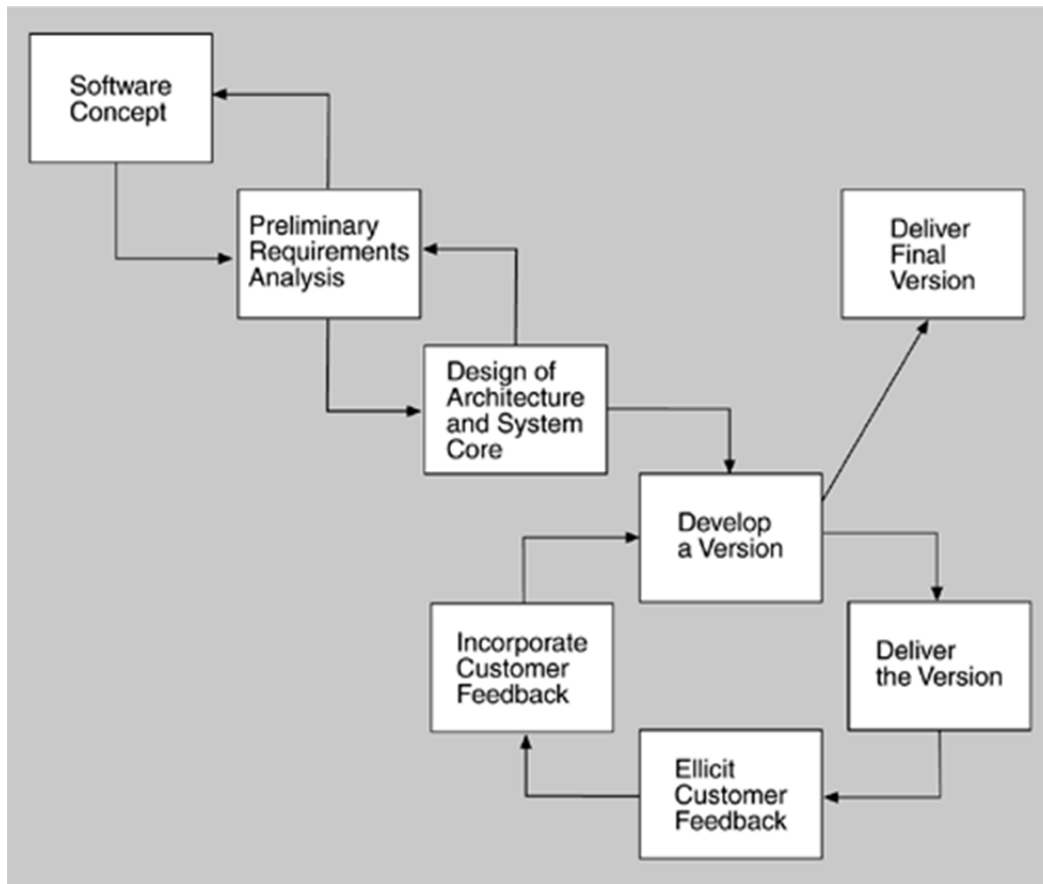 Software
Concept
Preliminary
Requirements
Analysis
Design of
Architecture
and System
Core
Develop
a Version
Deliver
Final
Version
Deliver
the Version
Ellicit
Customer
Feedback
Incorporate
Customer
Feedback